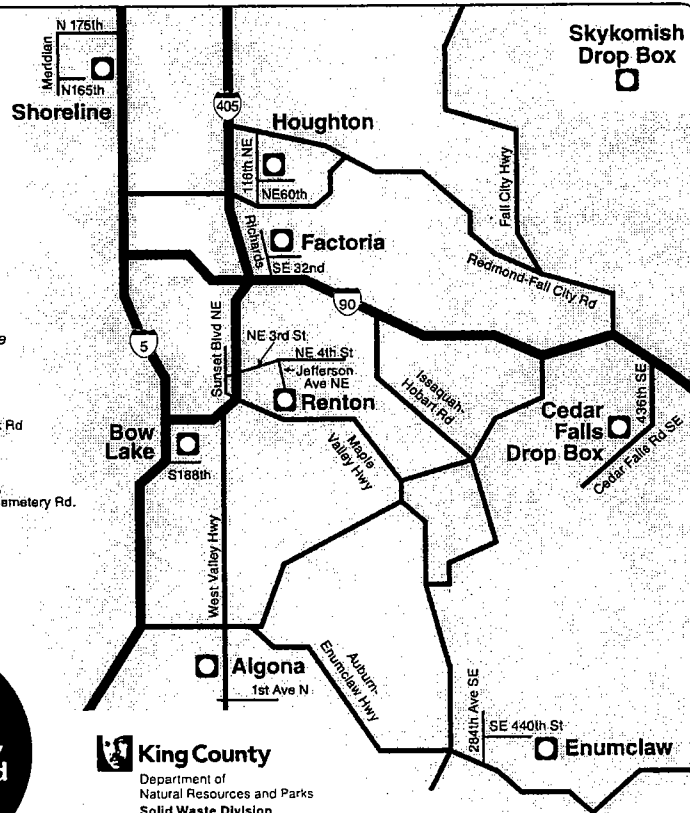 N 175th
Meridian
N165th
Shoreline
405
Houghton
116th NE
NE60th
Skykomish
Drop Box
Fall City Hwy
Redmond-Fall City Rd
Richards
Factoria
SE 32nd
90
5
Sunset Blvd NE
NE 3rd St
NE 4th St
Jefferson
Ave NE
Renton
Issaquah-
Hobart Rd
436th SE
Cedar
Falls
Drop Box
Cedar Falls Rd SE
Rd
Bow
Lake
S188th
Maple
Valley Hwy
emetery Rd.
West Valley Hwy
Algona
1st Ave N
Auburn-
Enumclaw Hwy
284th Ave SE
SE 440th St
Enumclaw
King County
Department of
Natural Resources and Parks
Solid Waste Division